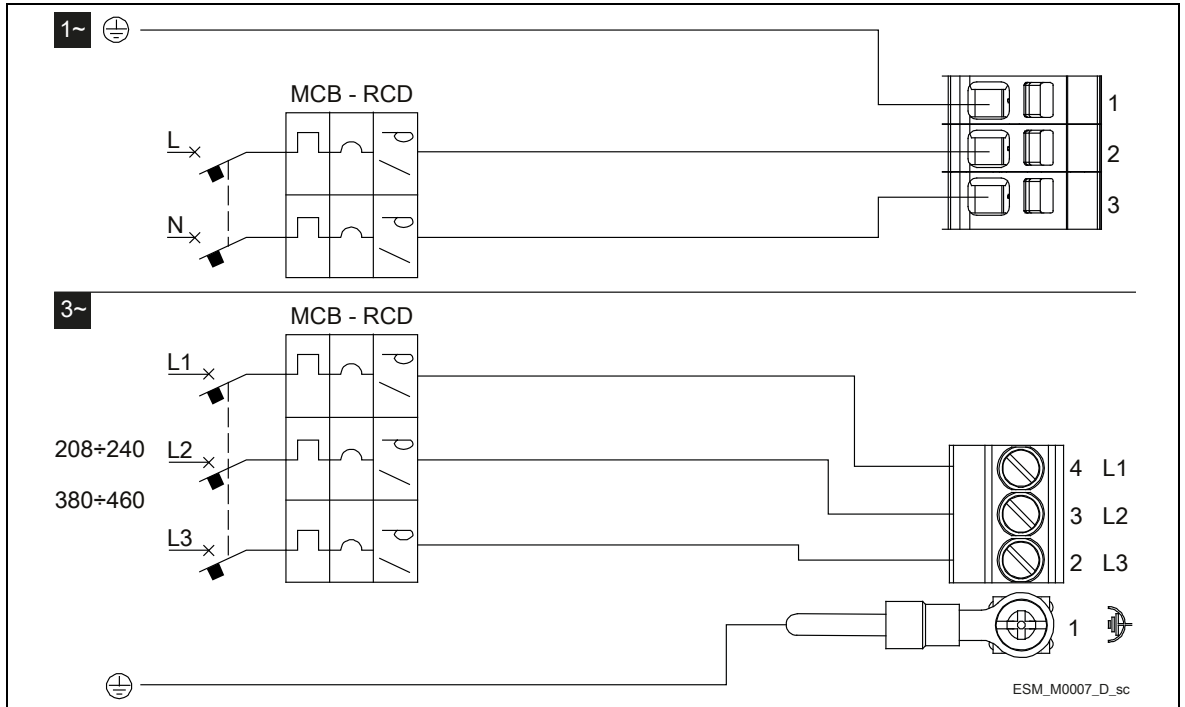 1~
MCB - RCD
L
N
1
2
3
3~
MCB - RCD
L1
208÷240 L2
380÷460
L3
4 L1
3 L2
2 L3
1
ESM_M0007_D_sc